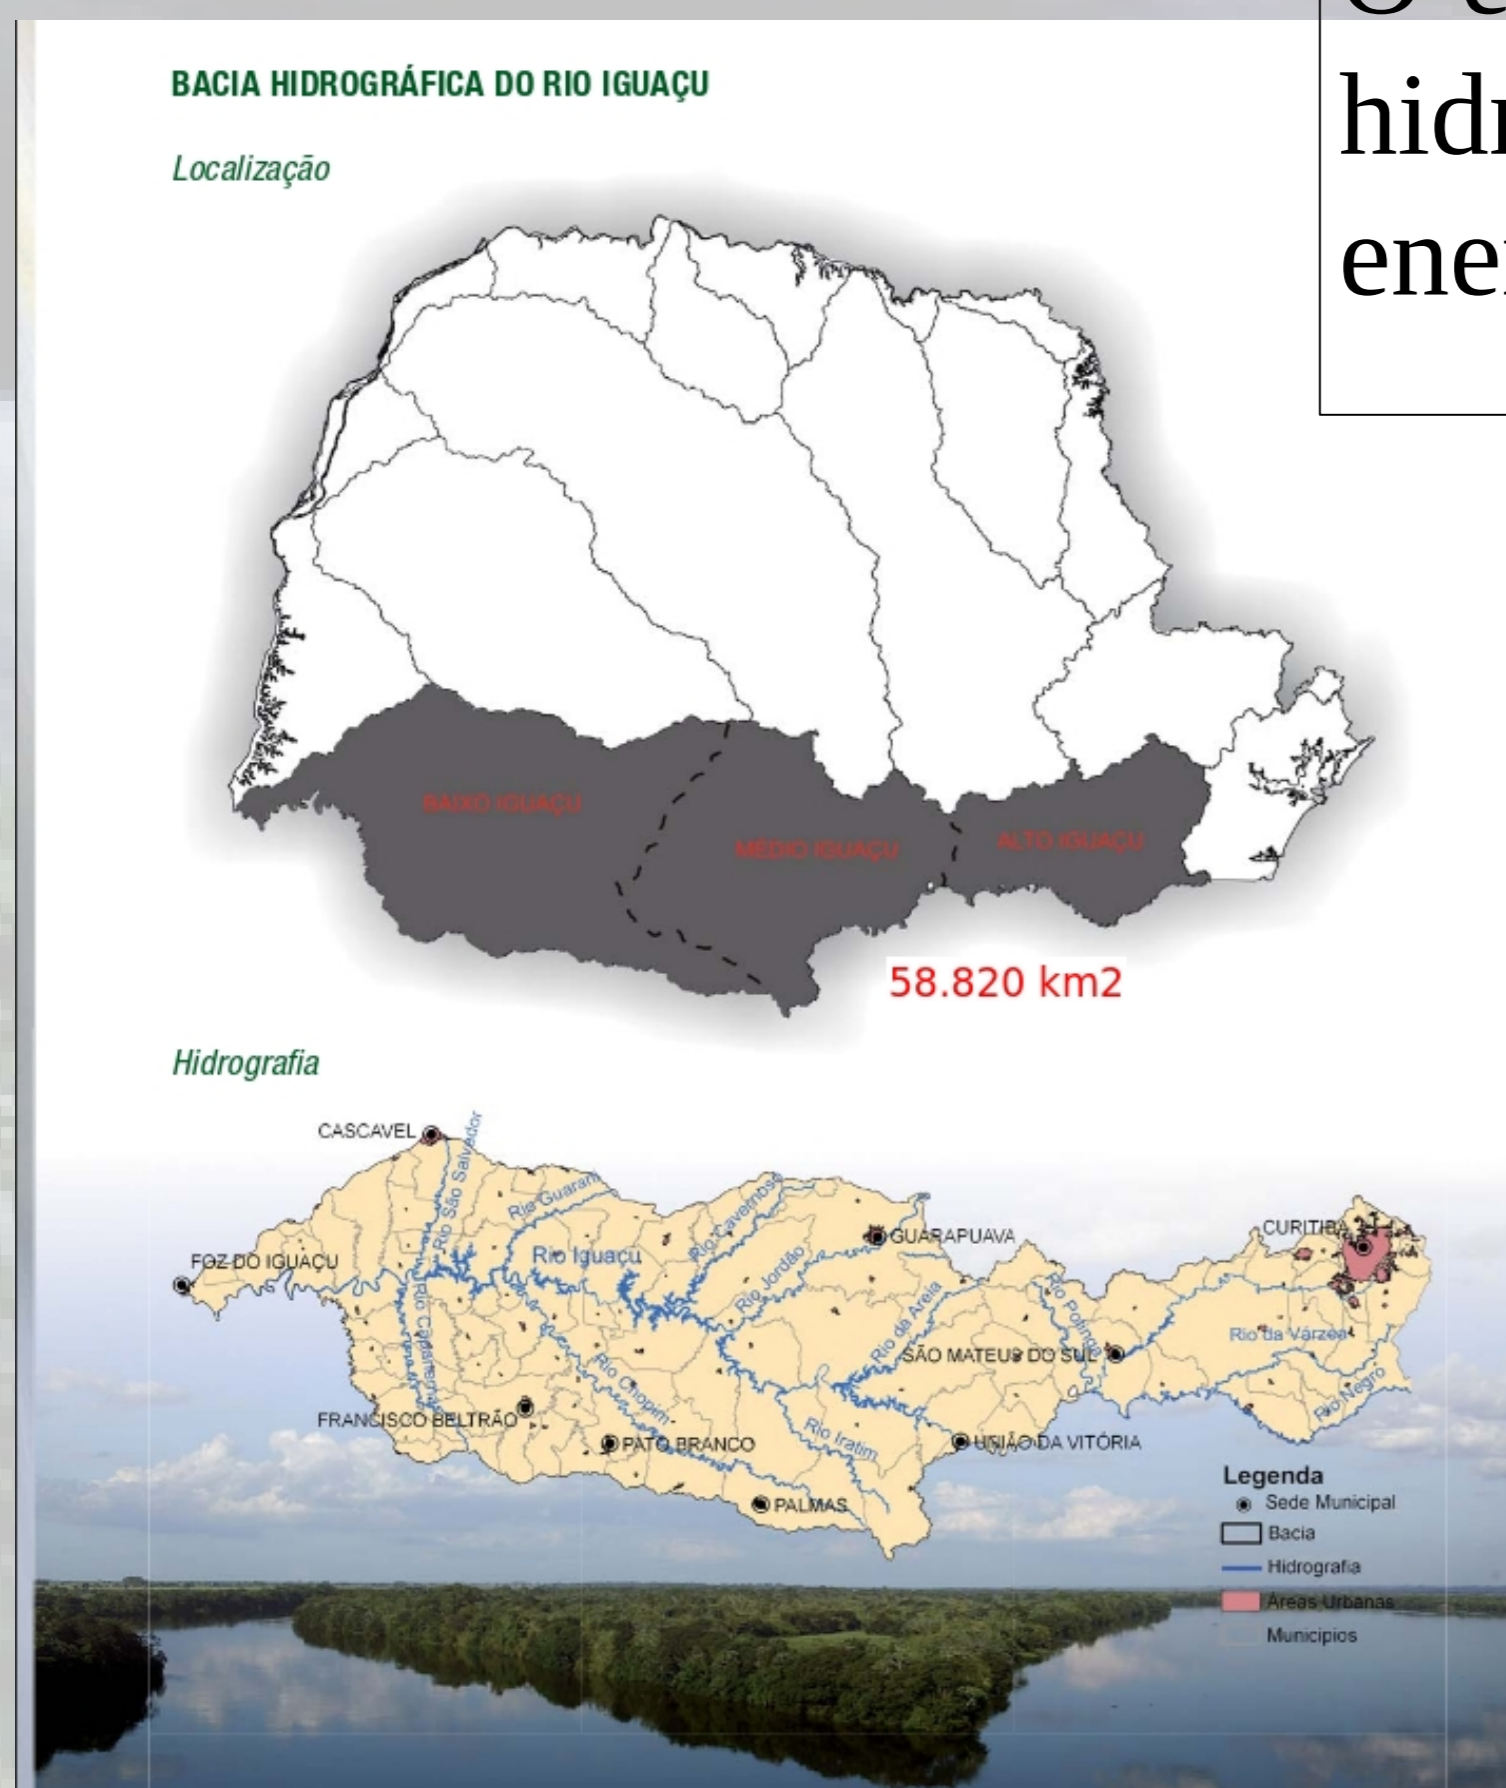 BACIA HIDROGRÁFICA DO RIO IGUAÇU
Localização
BAIXO IGUAÇU
MÉDIO IGUAÇU
ALTO IGUAÇU
58.820 km2
Hidrografia
CASCAVEL
Rio São Salvador
Rio Guarani
Rio Cavernoso
FOZ DO IGUAÇU
Rio Iguaçu
GUARAPUAVA
CURITIBA
Rio Jordão
Rio da Areia
Rio Potinga
Rio da Várzea
SÃO MATEUS DO SUL
Rio Capanema
Rio Chopim
Rio Negro
FRANCISCO BELTRÃO
PATO BRANCO
Rio Iratim
UNIÃO DA VITÓRIA
PALMAS
Legenda
Sede Municipal
Bacia
Hidrografia
Áreas Urbanas
Municipios